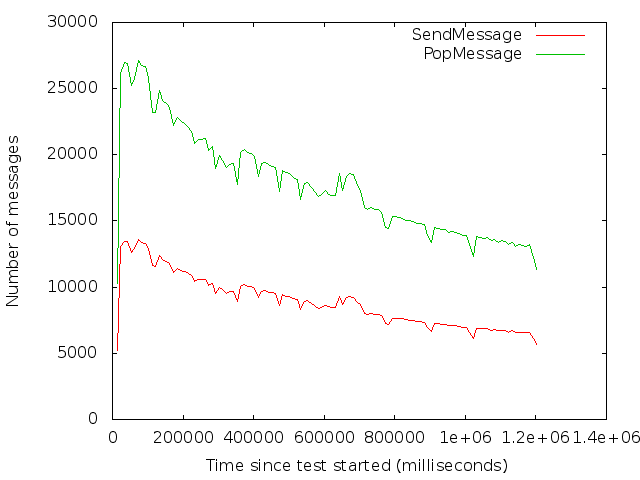 30000
25000
20000
15000
10000
5000
0
Number of messages
SendMessage
PopMessage
0 200000 400000 600000 800000 1e+06 1.2e+06 1.4e+06
Time since test started (milliseconds)